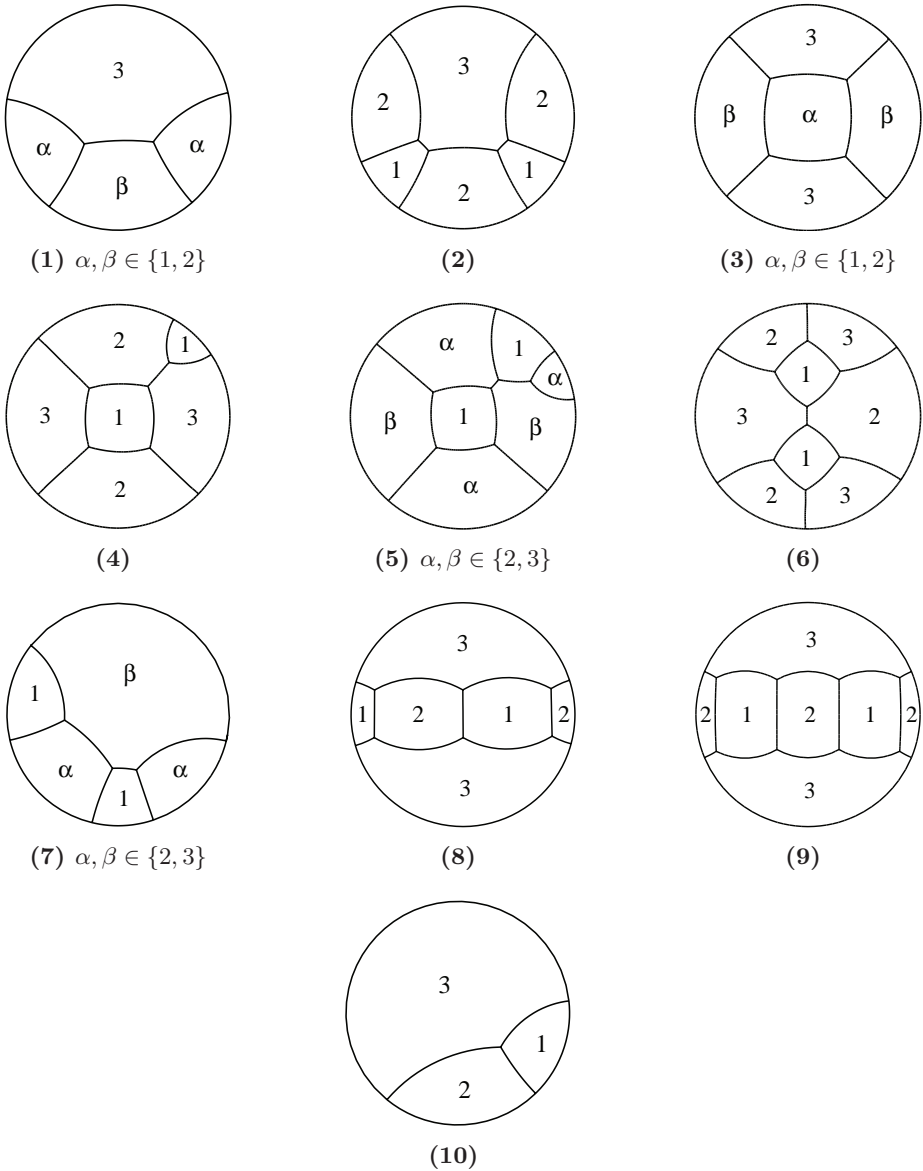 3
α
β
α
(1) α, β ∈ {1, 2}
2
3
2
1
2
1
(2)
3
β
α
β
3
(3) α, β ∈ {1, 2}
2
1
3
1
3
2
(4)
α
1
α
β
1
β
α
(5) α, β ∈ {2, 3}
2
3
1
3
2
1
2
3
(6)
β
1
α
1
α
(7) α, β ∈ {2, 3}
3
1
2
1
2
3
(8)
3
2
1
2
1
2
3
(9)
3
1
2
(10)